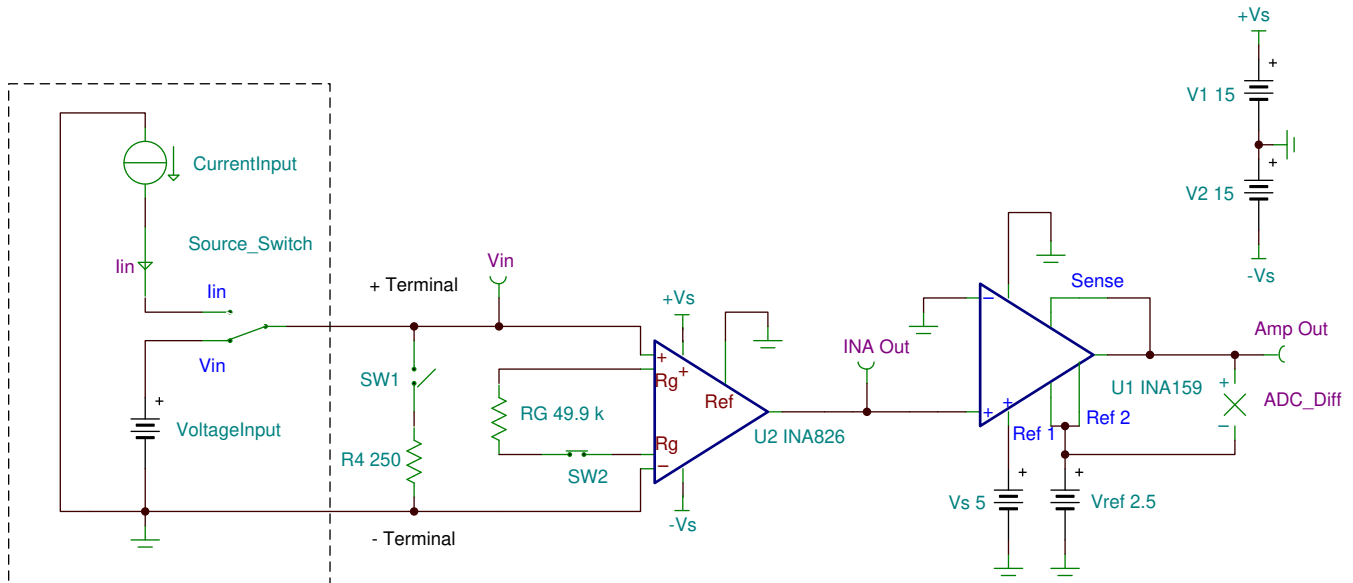 +Vs
+
V1 15
+
V2 15
-Vs
CurrentInput
Source_Switch
Iin
Iin
Vin
+
VoltageInput
+ Terminal
Vin
SW1
R4 250
- Terminal
RG 49.9 k
SW2
+Vs
+
Rg
+
Ref
Rg
−
-Vs
U2 INA826
INA Out
Sense
−
+
+
Ref 1
Ref 2
U1 INA159
Amp Out
+
ADC_Diff
−
+
Vs 5
+
Vref 2.5